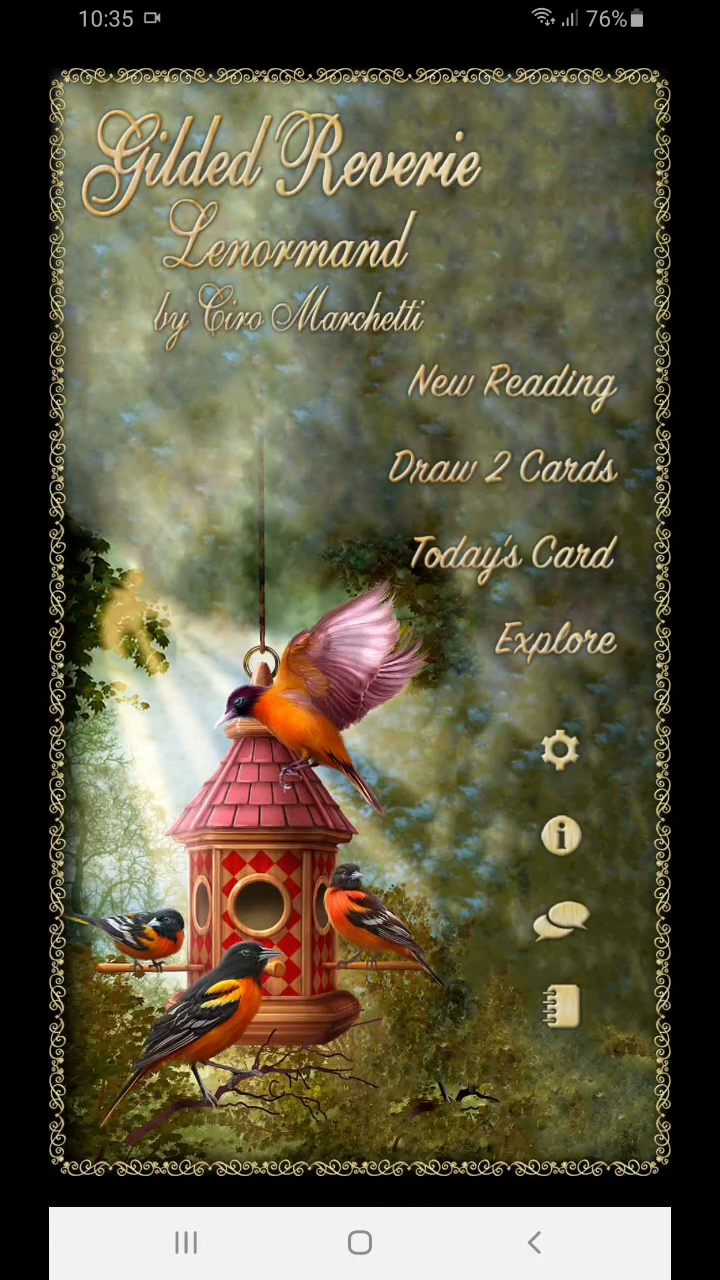 10:35
76%
Gilded Reverie
Lenormand
by Ciro Marchetti
New Reading
Draw 2 Cards
Today's Card
Explore
i